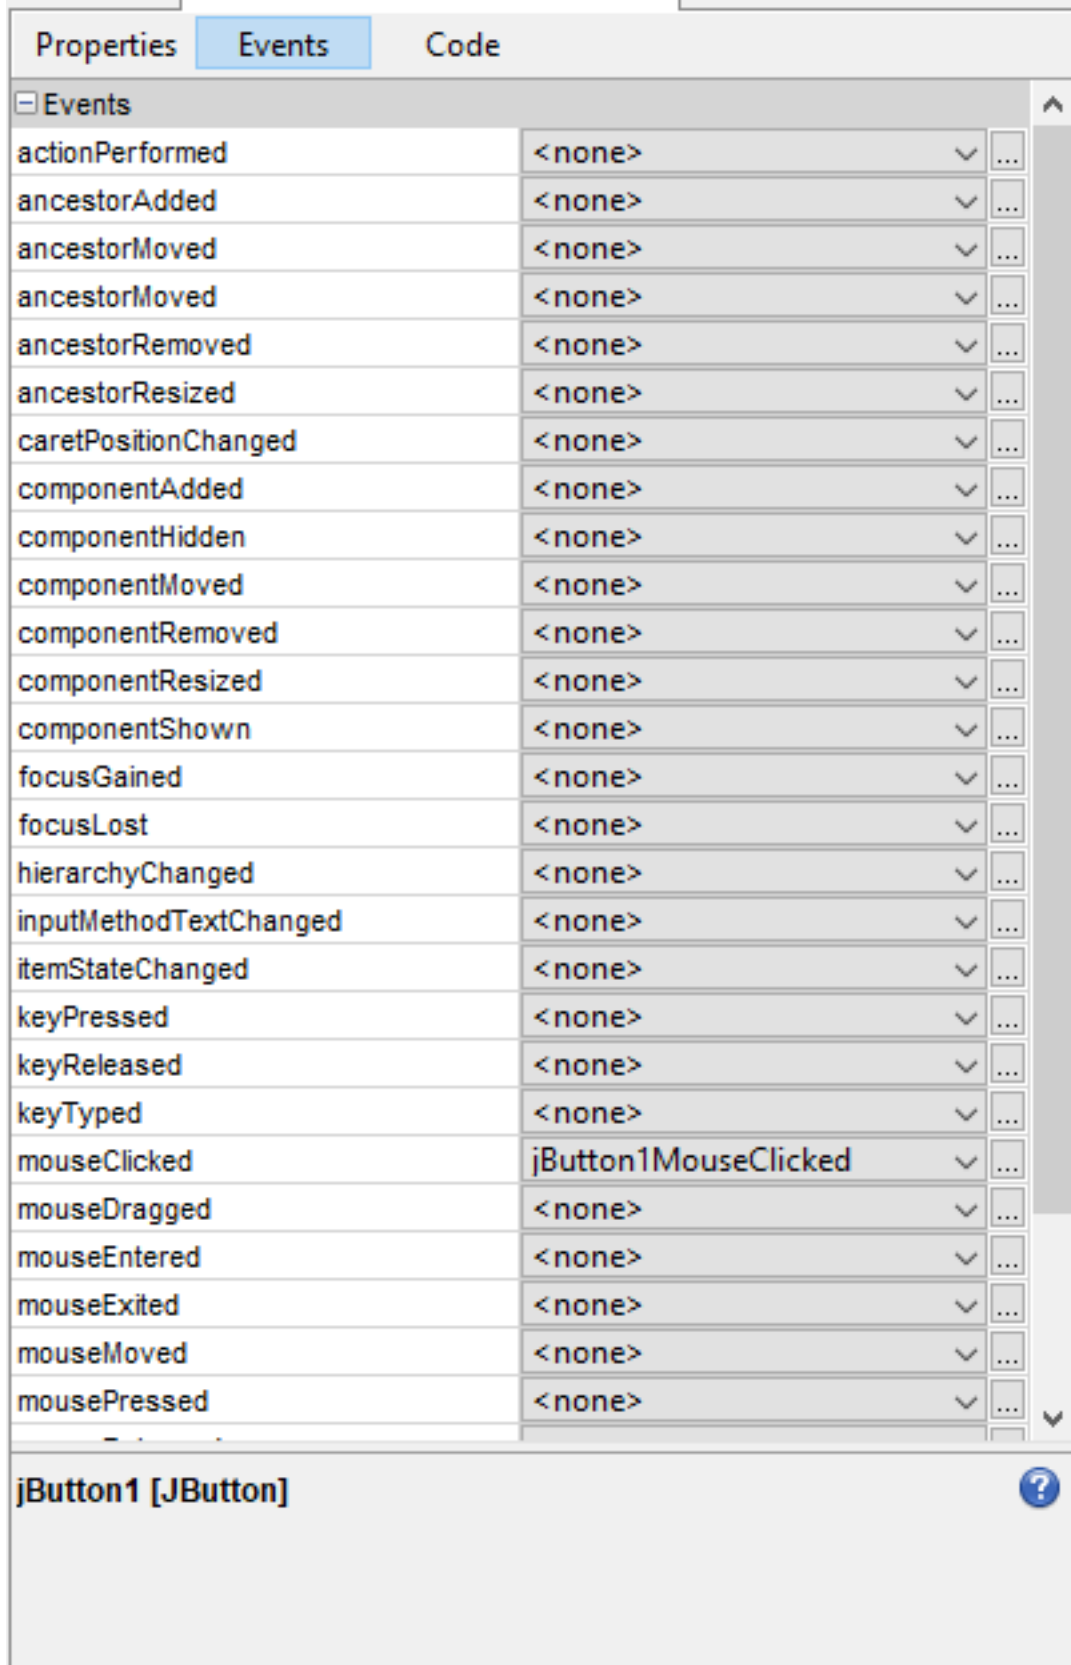 Properties Events Code
Events
actionPerformed <none> ...
ancestorAdded <none> ...
ancestorMoved <none> ...
ancestorMoved <none> ...
ancestorRemoved <none> ...
ancestorResized <none> ...
caretPositionChanged <none> ...
componentAdded <none> ...
componentHidden <none> ...
componentMoved <none> ...
componentRemoved <none> ...
componentResized <none> ...
componentShown <none> ...
focusGained <none> ...
focusLost <none> ...
hierarchyChanged <none> ...
inputMethodTextChanged <none> ...
itemStateChanged <none> ...
keyPressed <none> ...
keyReleased <none> ...
keyTyped <none> ...
mouseClicked jButton1MouseClicked ...
mouseDragged <none> ...
mouseEntered <none> ...
mouseExited <none> ...
mouseMoved <none> ...
mousePressed <none> ...
jButton1 [JButton] ?